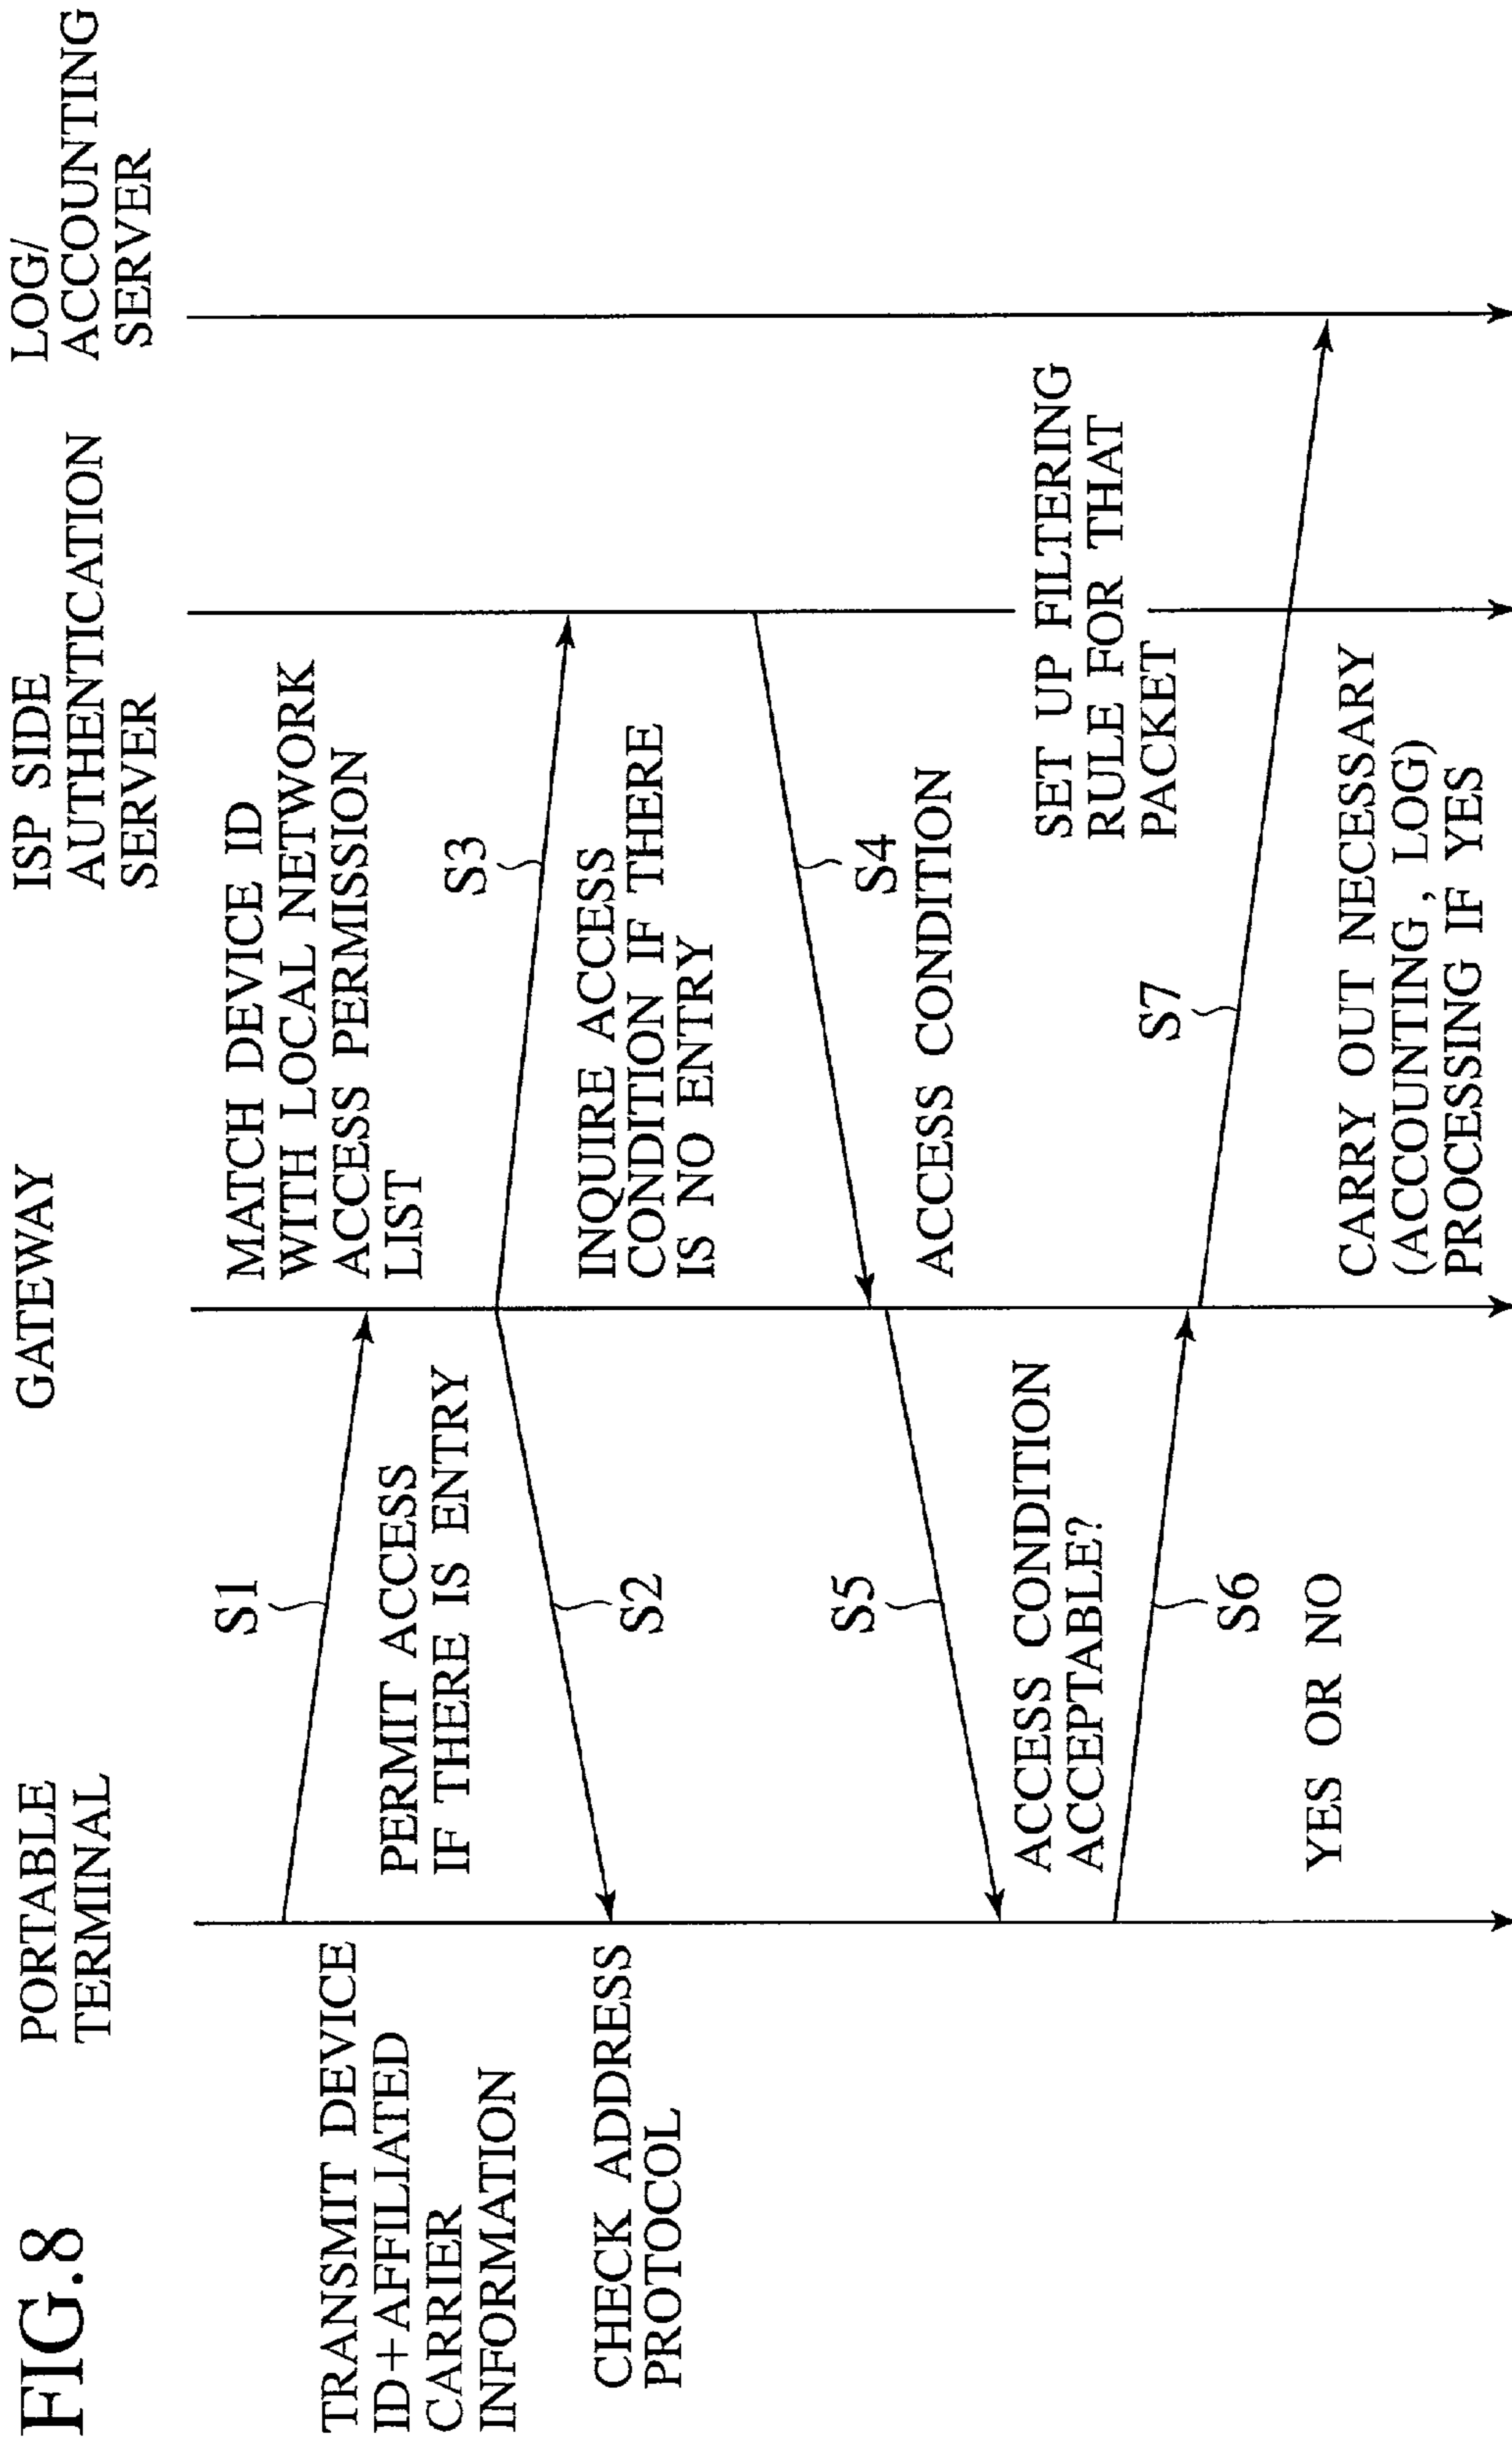 FIG.8
PORTABLE
TERMINAL
GATEWAY
ISP SIDE
AUTHENTICATION
SERVER
LOG/
ACCOUNTING
SERVER
TRANSMIT DEVICE
ID+AFFILIATED
CARRIER
INFORMATION
S1
MATCH DEVICE ID
WITH LOCAL NETWORK
ACCESS PERMISSION
LIST
PERMIT ACCESS
IF THERE IS ENTRY
S2
S3
INQUIRE ACCESS
CONDITION IF THERE
IS NO ENTRY
CHECK ADDRESS
PROTOCOL
S4
ACCESS CONDITION
S5
ACCESS CONDITION
ACCEPTABLE?
SET UP FILTERING
RULE FOR THAT
PACKET
S6
YES OR NO
S7
CARRY OUT NECESSARY
(ACCOUNTING, LOG)
PROCESSING IF YES